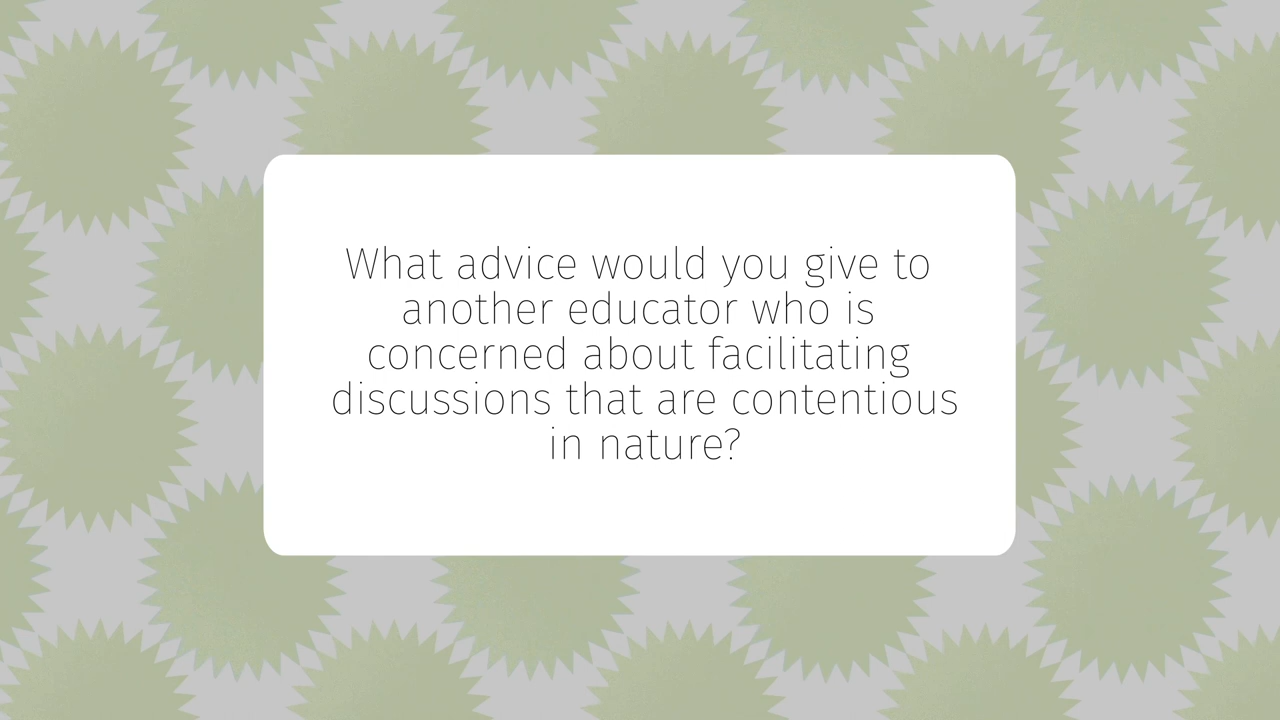 What advice would you give to
another educator who is
concerned about facilitating
discussions that are contentious
in nature?